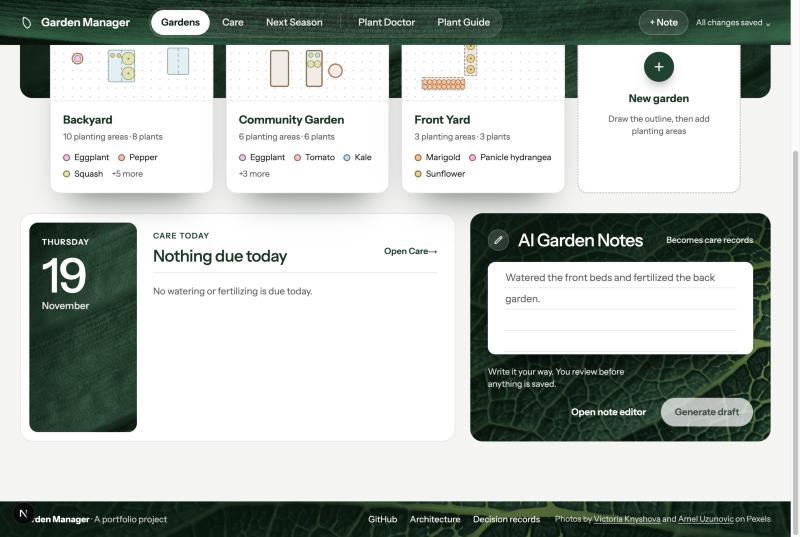 Garden Manager
Gardens Care Next Season Plant Doctor Plant Guide
+ Note
All changes saved
Backyard
10 planting areas · 8 plants
Eggplant Pepper
Squash +5 more
Community Garden
6 planting areas · 6 plants
Eggplant Tomato Kale
+3 more
Front Yard
3 planting areas · 3 plants
Marigold Panicle hydrangea
Sunflower
+
New garden
Draw the outline, then add
planting areas
THURSDAY
19
November
CARE TODAY
Nothing due today
Open Care→
No watering or fertilizing is due today.
AI Garden Notes
Becomes care records
Watered the front beds and fertilized the back
garden.
Write it your way. You review before
anything is saved.
Open note editor Generate draft
N
rden Manager · A portfolio project
GitHub Architecture Decision records Photos by Victoria Knyshova and Amel Uzunovic on Pexels